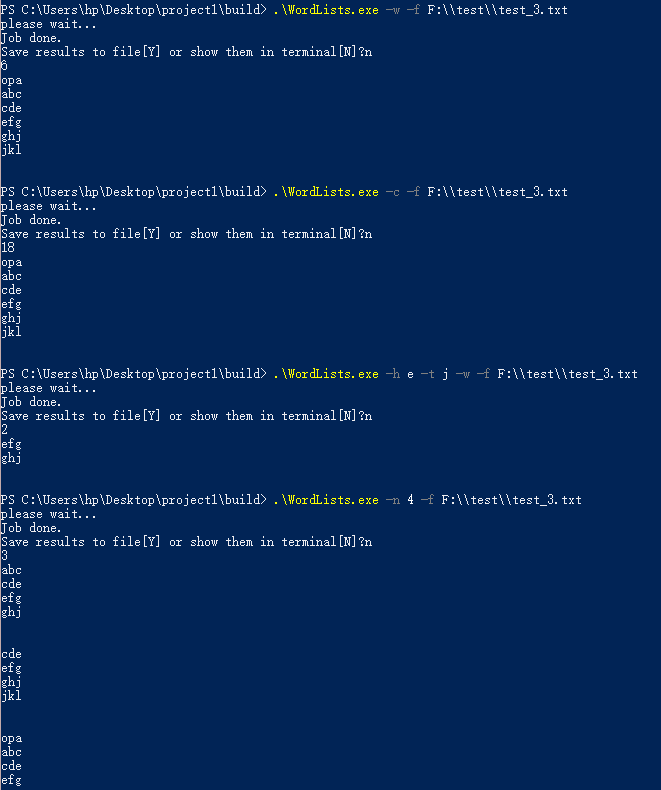 PS C:\Users\hp\Desktop\project1\build> .\WordLists.exe -w -f F:\\test\\test_3.txt
please wait...
Job done.
Save results to file[Y] or show them in terminal[N]?n
6
opa
abc
cde
efg
ghj
jkl
PS C:\Users\hp\Desktop\project1\build> .\WordLists.exe -c -f F:\\test\\test_3.txt
please wait...
Job done.
Save results to file[Y] or show them in terminal[N]?n
18
opa
abc
cde
efg
ghj
jkl
PS C:\Users\hp\Desktop\project1\build> .\WordLists.exe -h e -t j -w -f F:\\test\\test_3.txt
please wait...
Job done.
Save results to file[Y] or show them in terminal[N]?n
2
efg
ghj
PS C:\Users\hp\Desktop\project1\build> .\WordLists.exe -n 4 -f F:\\test\\test_3.txt
please wait...
Job done.
Save results to file[Y] or show them in terminal[N]?n
3
abc
cde
efg
ghj
cde
efg
ghj
jkl
opa
abc
cde
efg